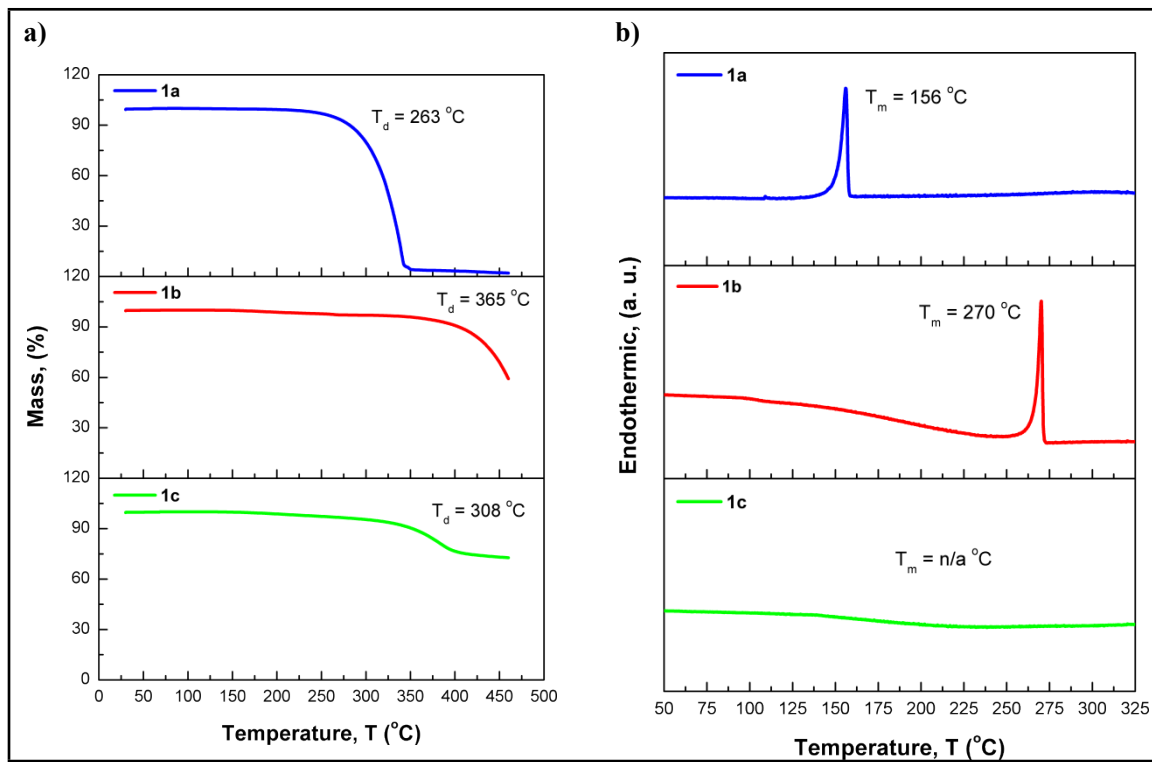 a)
120
1a
T_d = 263 °C
90
60
30
120
1b
T_d = 365 °C
90
60
30
120
1c
T_d = 308 °C
90
60
30
0
0 50 100 150 200 250 300 350 400 450 500
Mass, (%)
Temperature, T (°C)
b)
1a
T_m = 156 °C
1b
T_m = 270 °C
1c
T_m = n/a °C
50 75 100 125 150 175 200 225 250 275 300 325
Endothermic, (a. u.)
Temperature, T (°C)